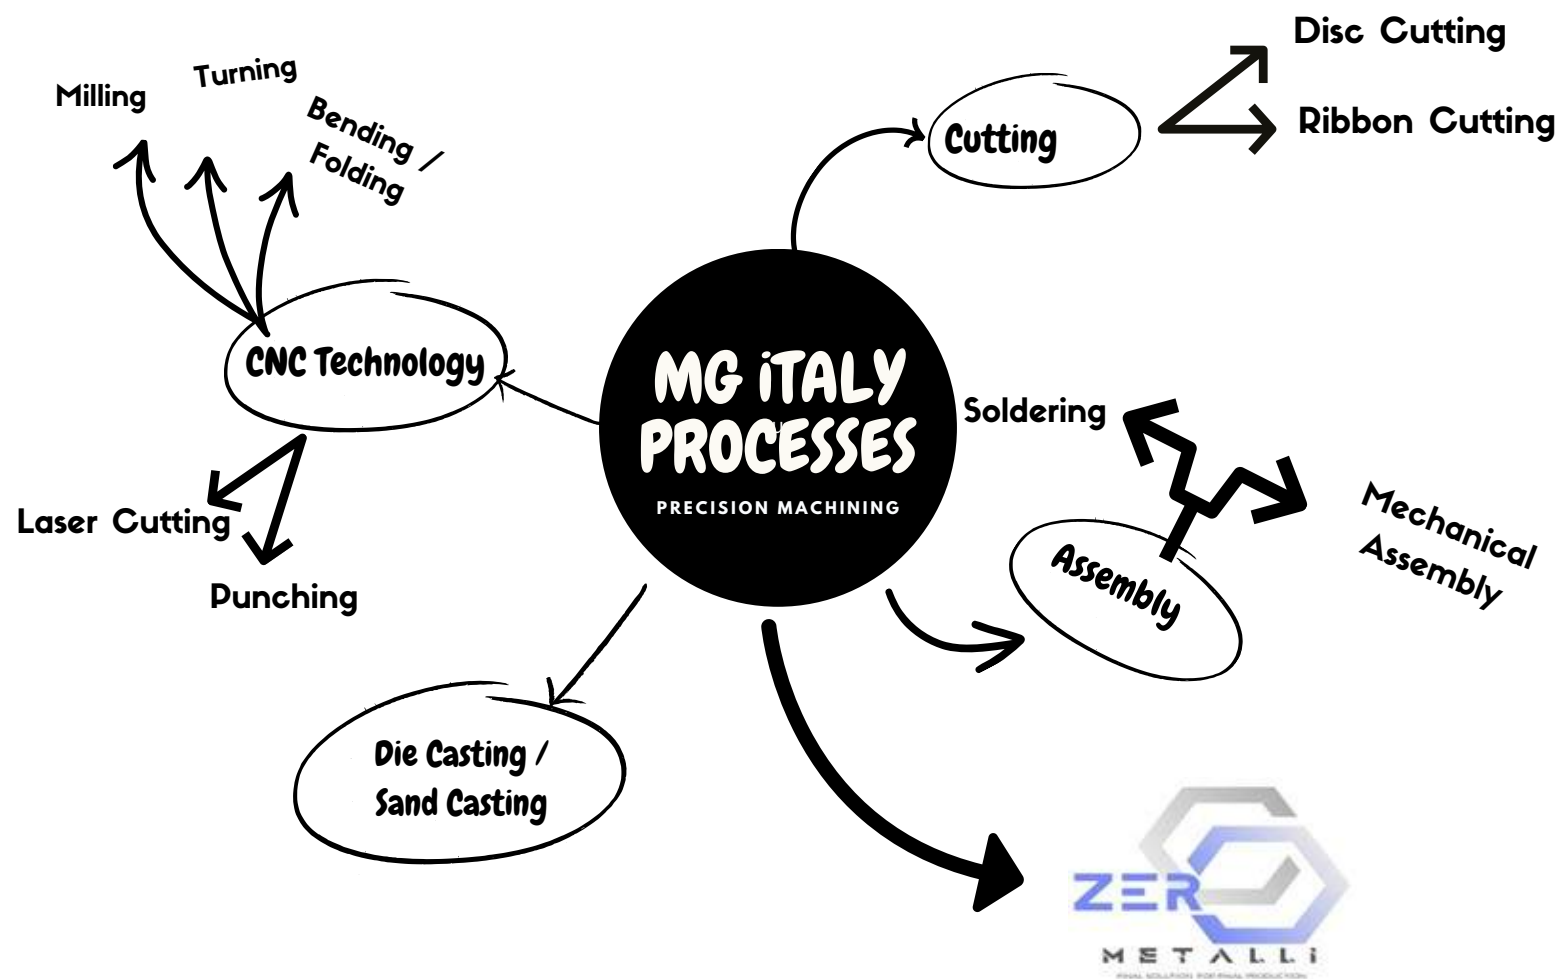 Disc Cutting
Ribbon Cutting
Cutting
Milling
Turning
Bending /
Folding
CNC Technology
Laser Cutting
Punching
MG iTALY
PROCESSES
PRECISION MACHINING
Soldering
Mechanical
Assembly
Assembly
Die Casting /
Sand Casting
ZERO
METALLi